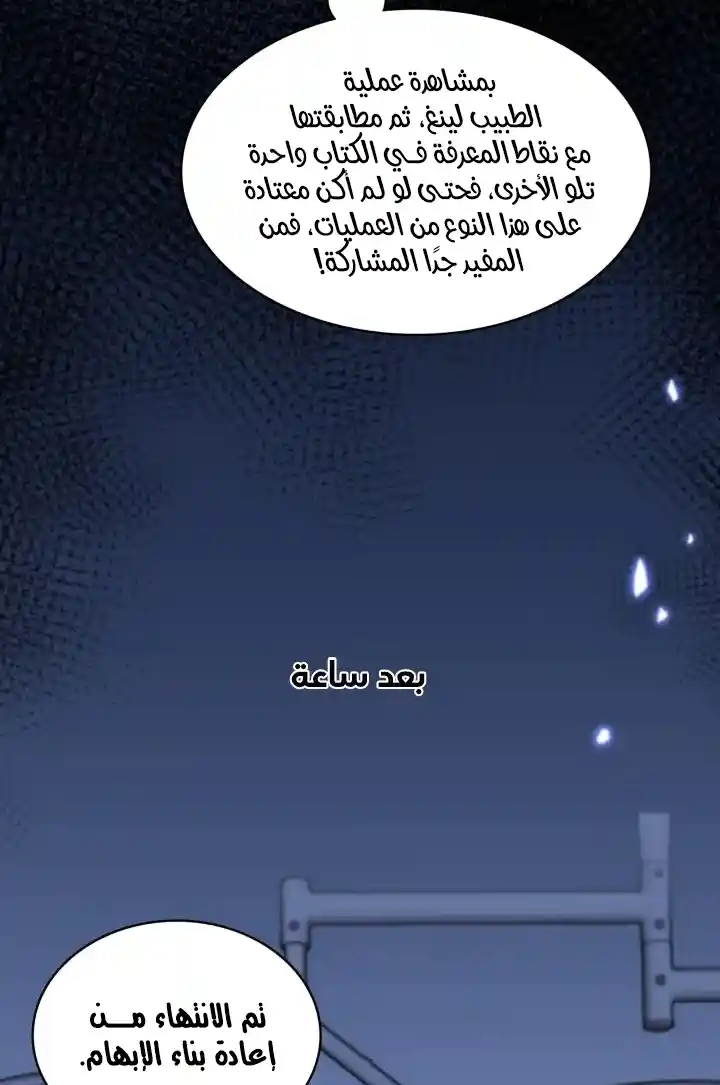 بمشاهدة عملية
الطبيب لينغ، ثم مطابقتها
مع نقاط المعرفة في الكتاب واحدة
تلو الأخرى، فحتى لو لم أكن معتادة
على هذا النوع من العمليات، فمن
المفيد جدًا المشاركة!
بعد ساعة
تم الانتهاء من
إعادة بناء الإبهام.